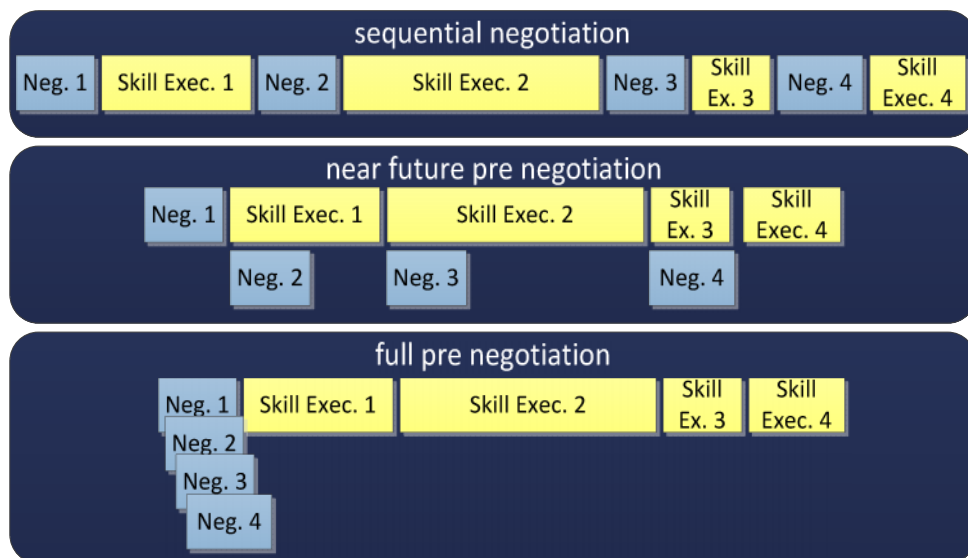 sequential negotiation
Neg. 1
Skill Exec. 1
Neg. 2
Skill Exec. 2
Neg. 3
Skill
Ex. 3
Neg. 4
Skill
Exec. 4
near future pre negotiation
Neg. 1
Skill Exec. 1
Skill Exec. 2
Skill
Ex. 3
Skill
Exec. 4
Neg. 2
Neg. 3
Neg. 4
full pre negotiation
Neg. 1
Skill Exec. 1
Skill Exec. 2
Skill
Ex. 3
Skill
Exec. 4
Neg. 2
Neg. 3
Neg. 4